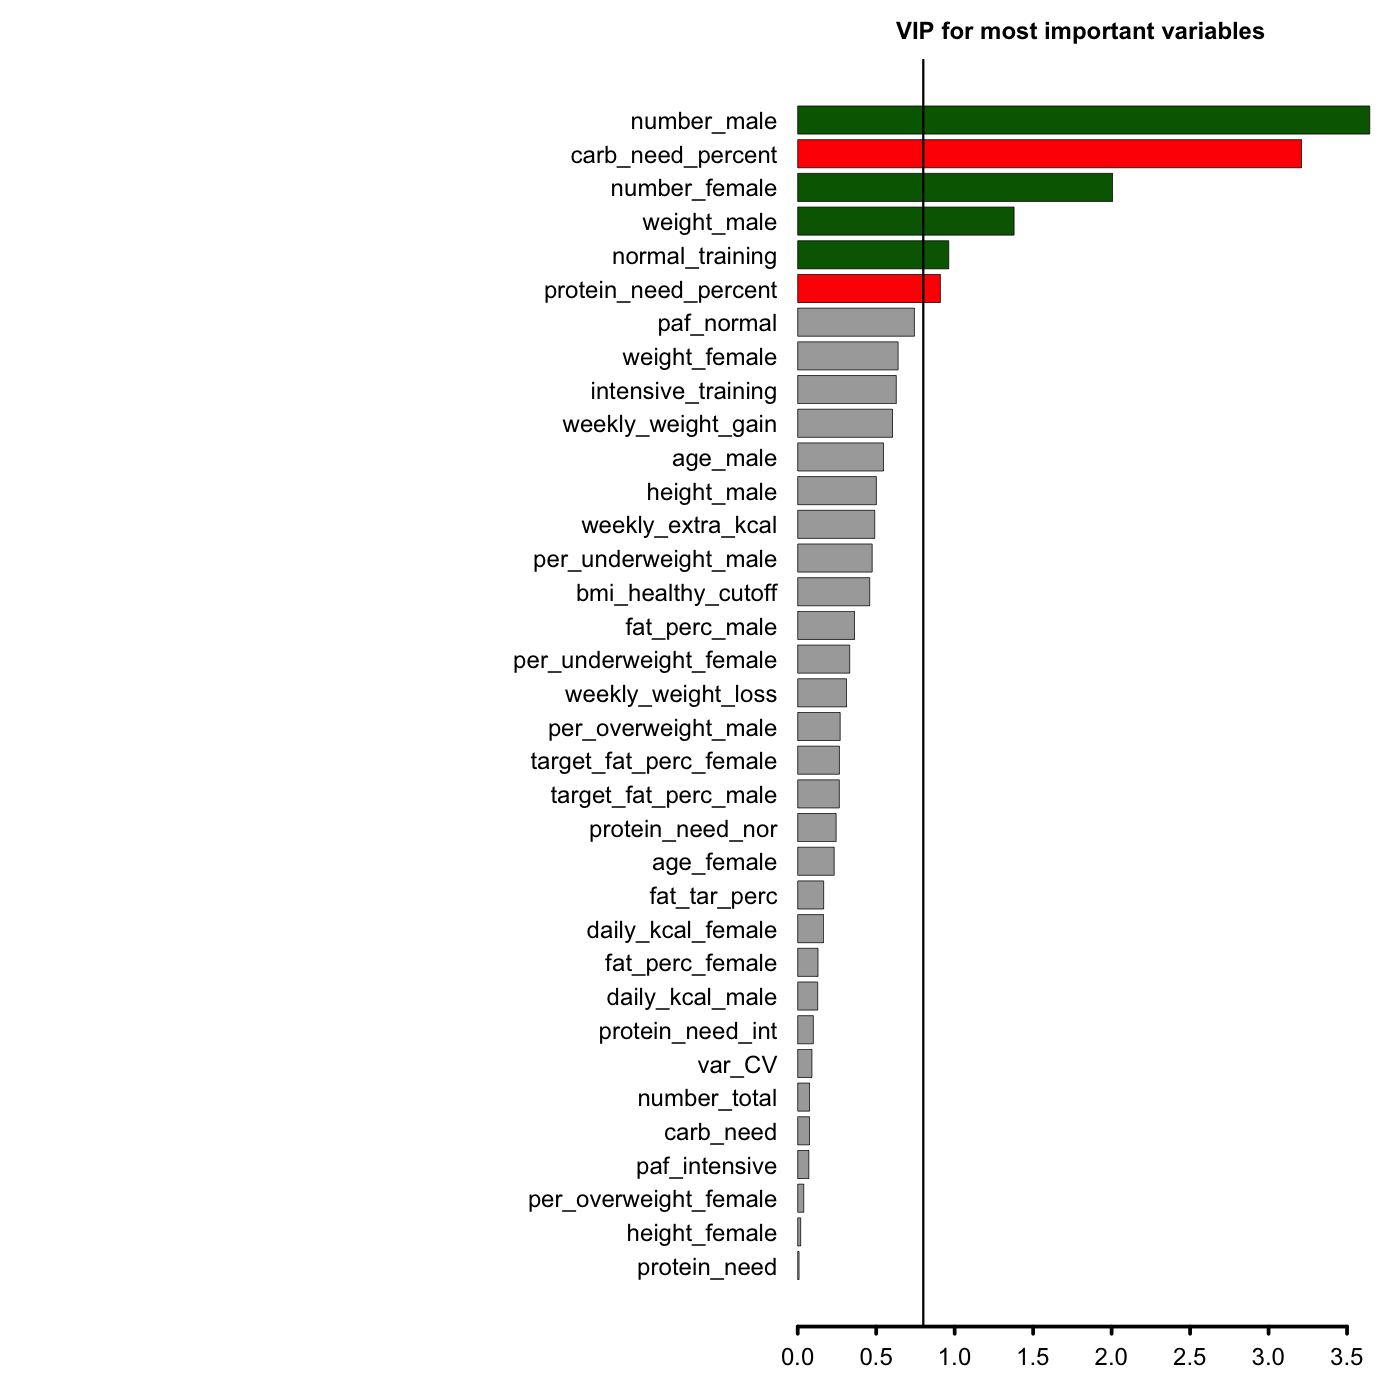 VIP for most important variables
number_male
carb_need_percent
number_female
weight_male
normal_training
protein_need_percent
paf_normal
weight_female
intensive_training
weekly_weight_gain
age_male
height_male
weekly_extra_kcal
per_underweight_male
bmi_healthy_cutoff
fat_perc_male
per_underweight_female
weekly_weight_loss
per_overweight_male
target_fat_perc_female
target_fat_perc_male
protein_need_nor
age_female
fat_tar_perc
daily_kcal_female
fat_perc_female
daily_kcal_male
protein_need_int
var_CV
number_total
carb_need
paf_intensive
per_overweight_female
height_female
protein_need
0.0 0.5 1.0 1.5 2.0 2.5 3.0 3.5